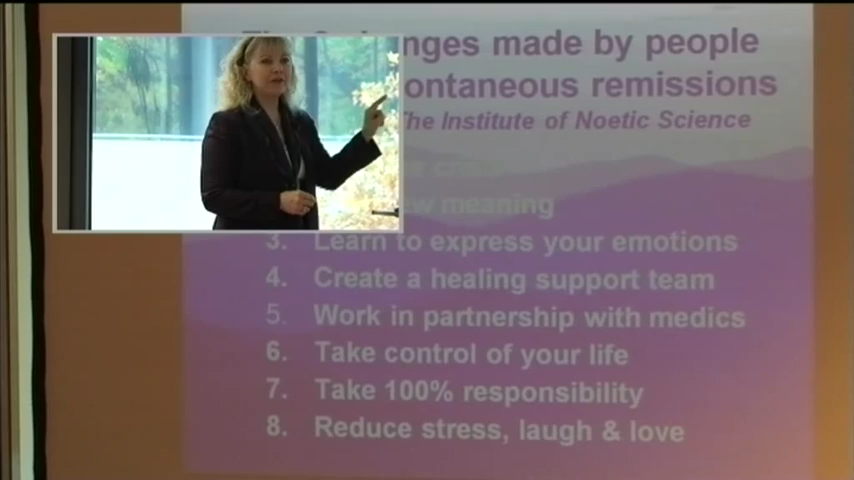 nges made by people
ontaneous remissions
The Institute of Noetic Science
new meaning
3. Learn to express your emotions
4. Create a healing support team
5. Work in partnership with medics
6. Take control of your life
7. Take 100% responsibility
8. Reduce stress, laugh & love